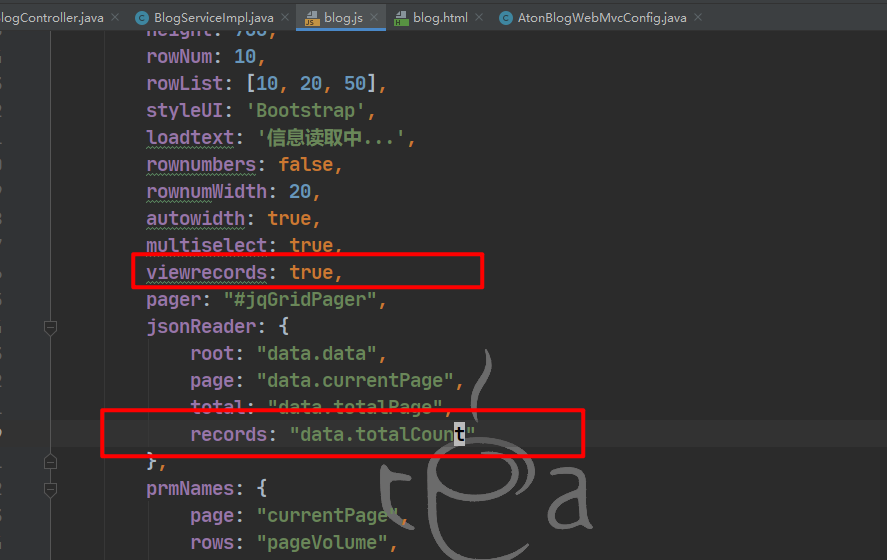 logController.java BlogServiceImpl.java blog.js blog.html AtonBlogWebMvcConfig.java
height: 700,
rowNum: 10,
rowList: [10, 20, 50],
styleUI: 'Bootstrap',
loadtext: '信息读取中...',
rownumbers: false,
rownumWidth: 20,
autowidth: true,
multiselect: true,
viewrecords: true,
pager: "#jqGridPager",
jsonReader: {
root: "data.data",
page: "data.currentPage",
total: "data.totalPage",
records: "data.totalCount"
},
prmNames: {
page: "currentPage",
rows: "pageVolume",